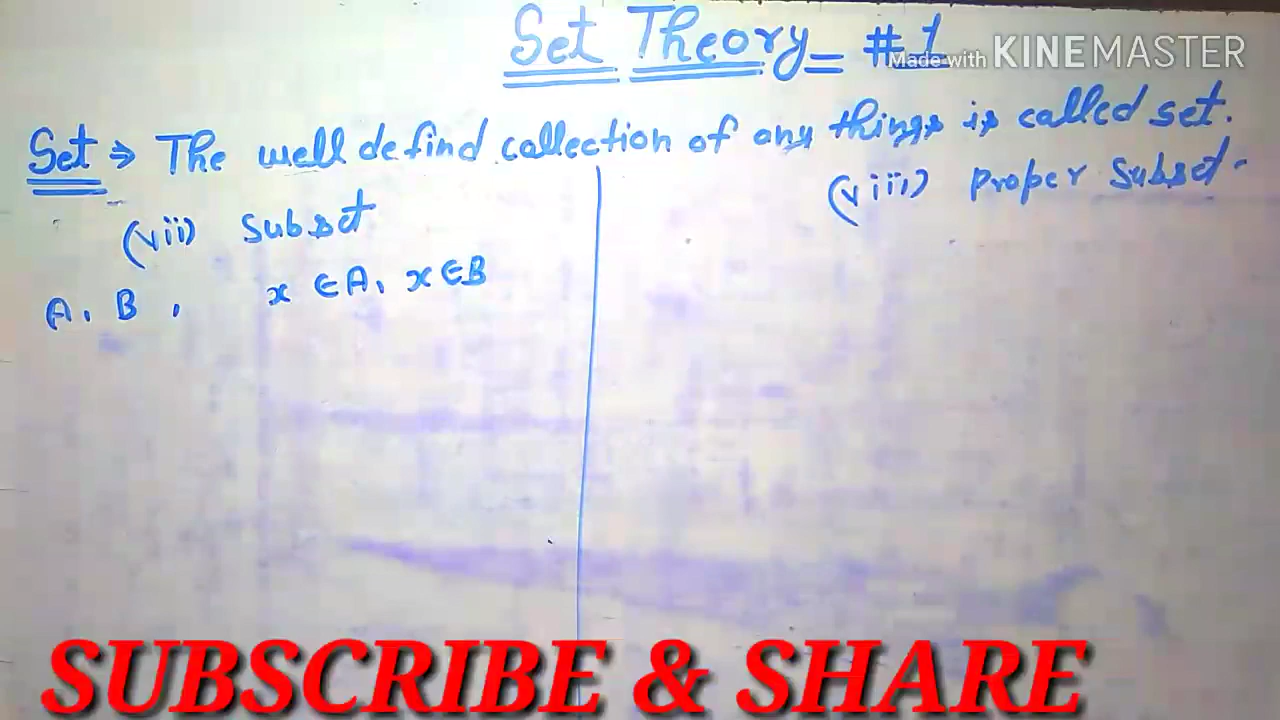 Set Theory = #1
Made with KINEMASTER
Set ⇒ The well defind collection of any things is called set.
(vii) subset
(viii) Proper Subset.
A, B , x ∈ A, x ∈ B
SUBSCRIBE & SHARE